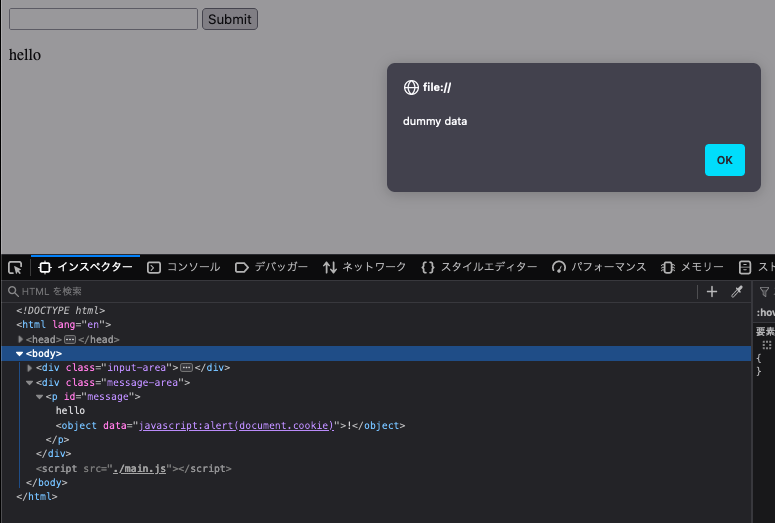 Submit
hello
file://
dummy data
OK
インスペクター コンソール デバッガー ネットワーク {} スタイルエディター パフォーマンス メモリー スト
HTML を検索 +
:hov
<!DOCTYPE html>
<html lang="en">
<head>⋯</head>
<body>
<div class="input-area">⋯</div>
<div class="message-area">
<p id="message">
hello
<object data="javascript:alert(document.cookie)">!</object>
</p>
</div>
<script src="./main.js"></script>
</body>
</html>
要素
{
}